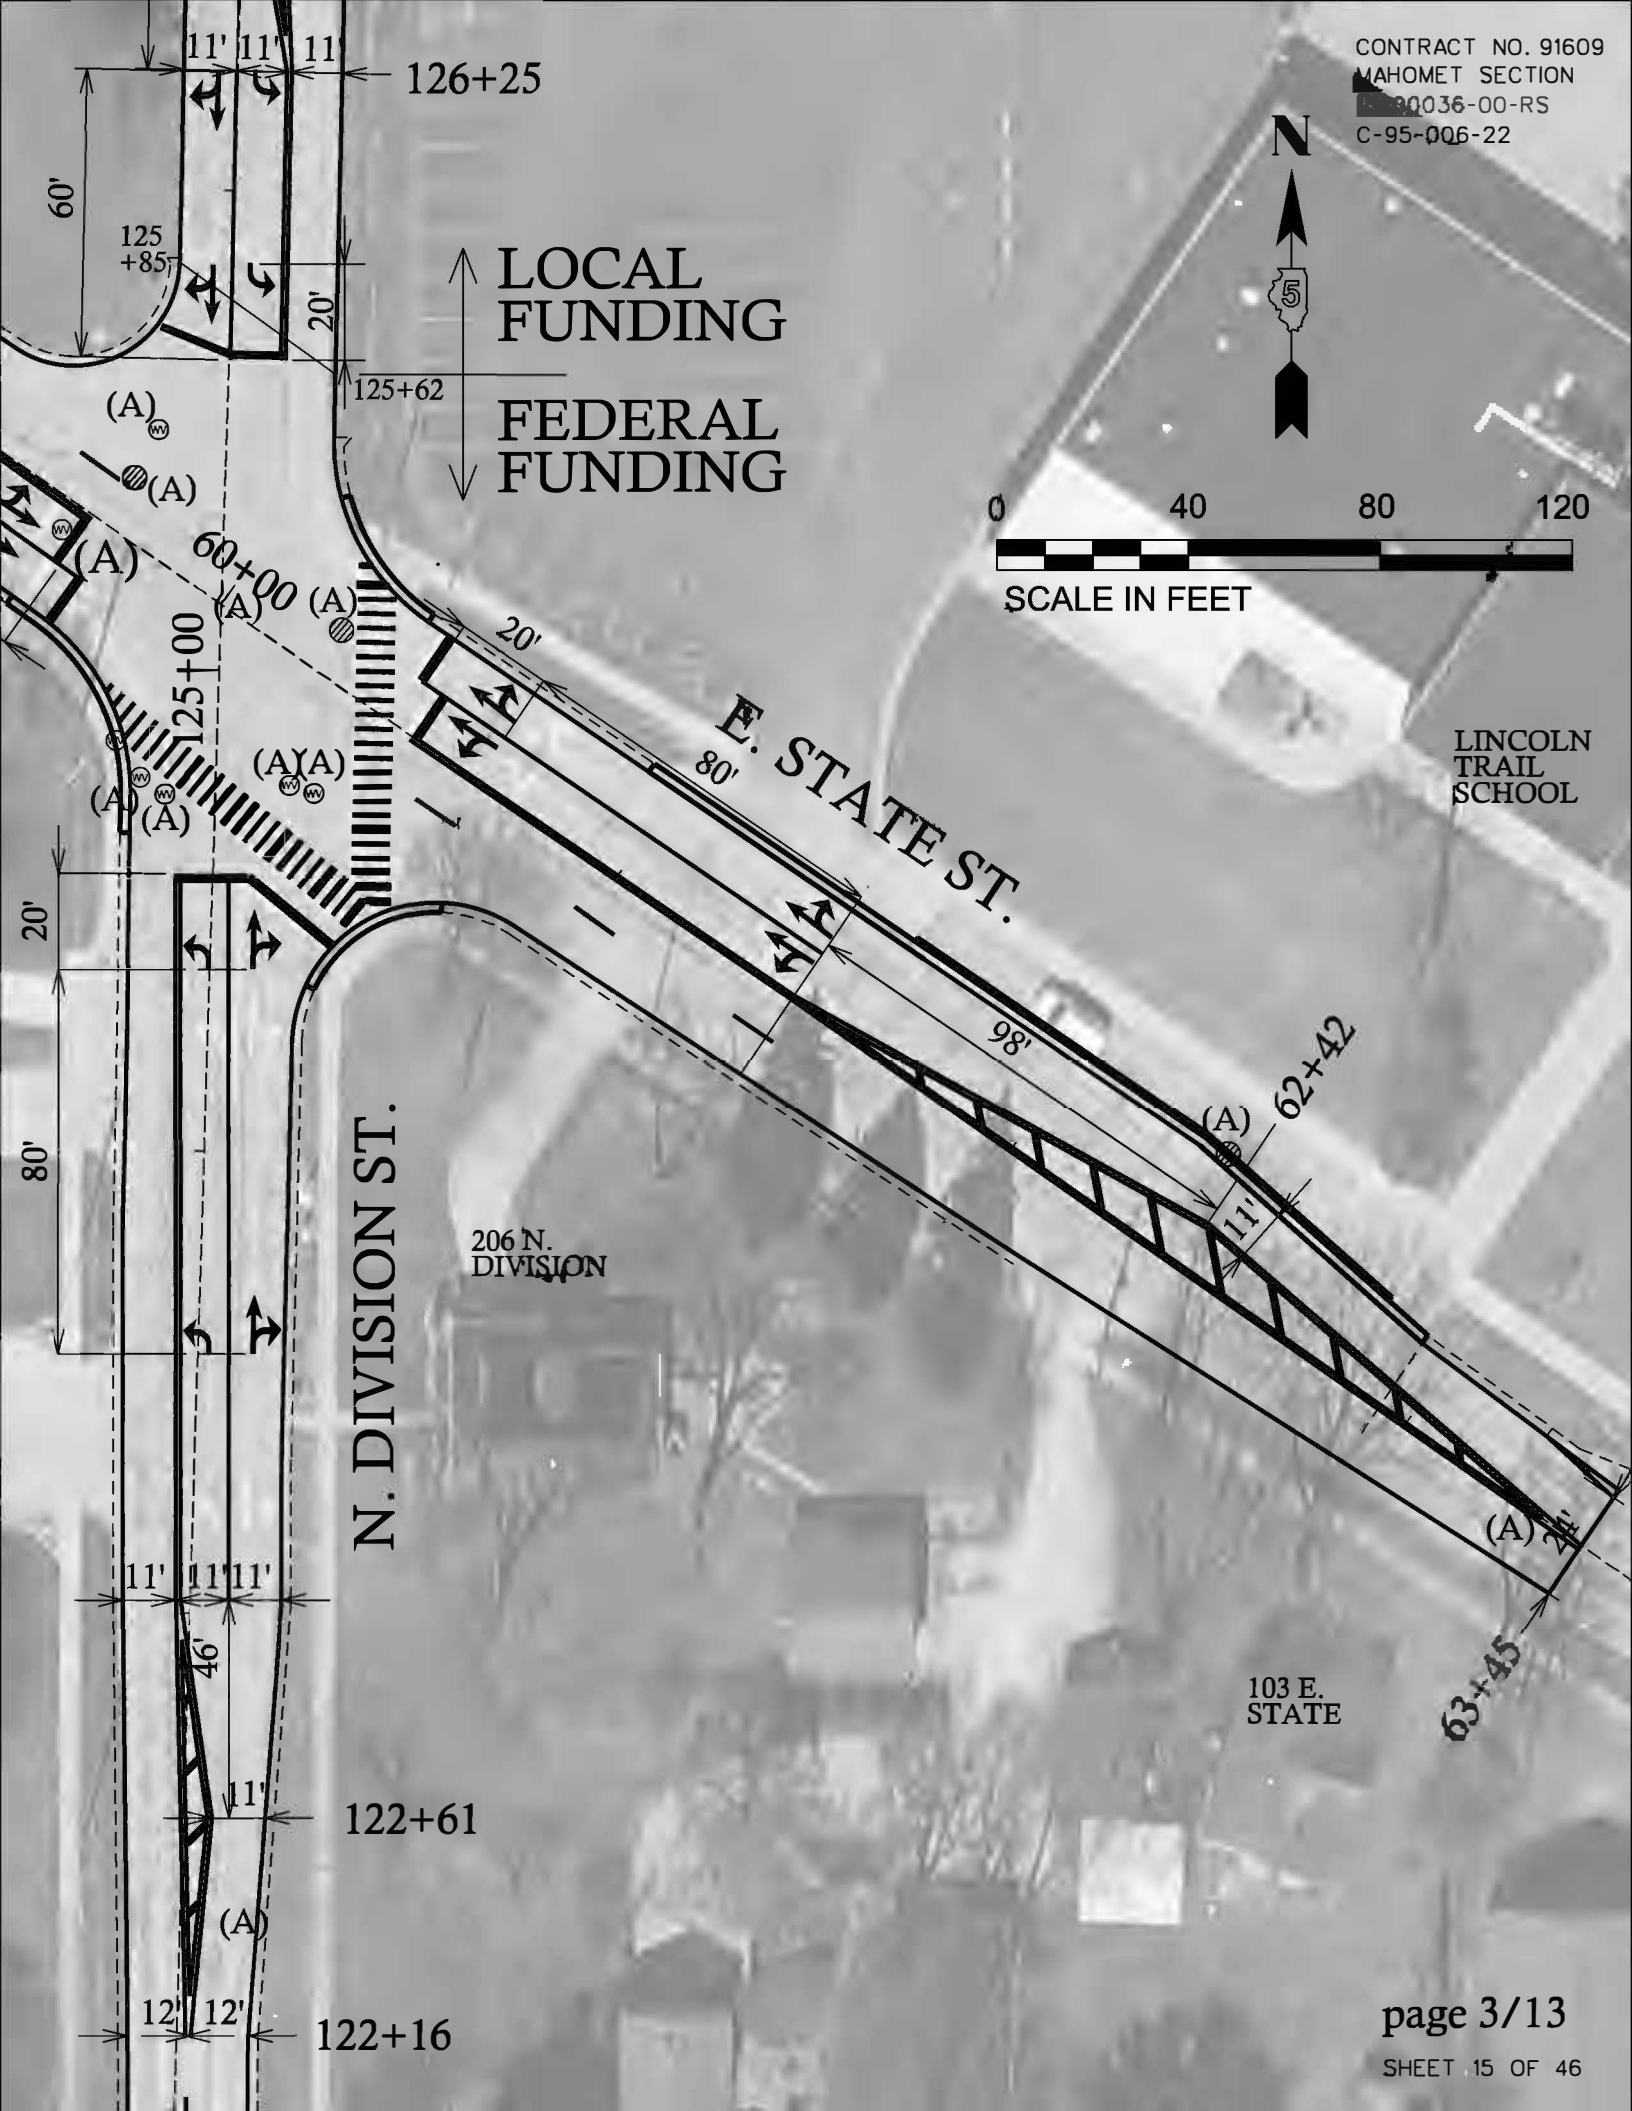 CONTRACT NO. 91609
MAHOMET SECTION
0036-00-RS
C-95-006-22
11' 11' 11'
126+25
60'
125
+85
20'
LOCAL
FUNDING
125+62
FEDERAL
FUNDING
N
5
0 40 80 120
SCALE IN FEET
(A)
(A)
(A)
60+00
(A)
(A)
125+00
20'
80'
E. STATE ST.
LINCOLN
TRAIL
SCHOOL
(A)(A)
(A)
(A)
20'
80'
98'
(A)
62+42
11'
206 N.
DIVISION
N. DIVISION ST.
11' 11' 11'
46'
(A)
103 E.
STATE
63+45
11'
122+61
(A)
12' 12'
122+16
page 3/13
SHEET 15 OF 46